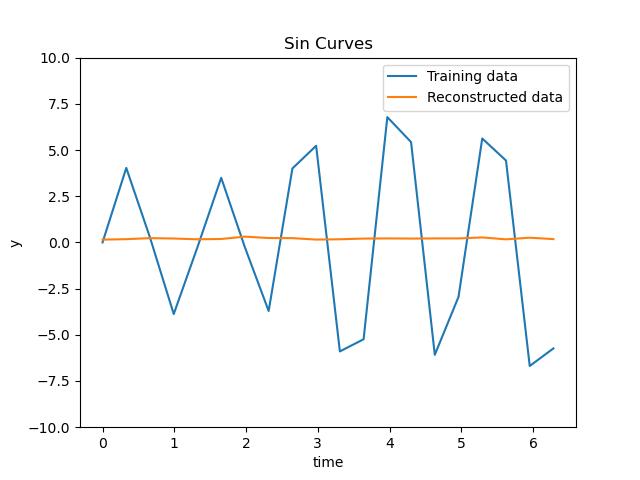 Sin Curves
Training data
Reconstructed data
10.0
7.5
5.0
2.5
0.0
−2.5
−5.0
−7.5
−10.0
y
0 1 2 3 4 5 6
time